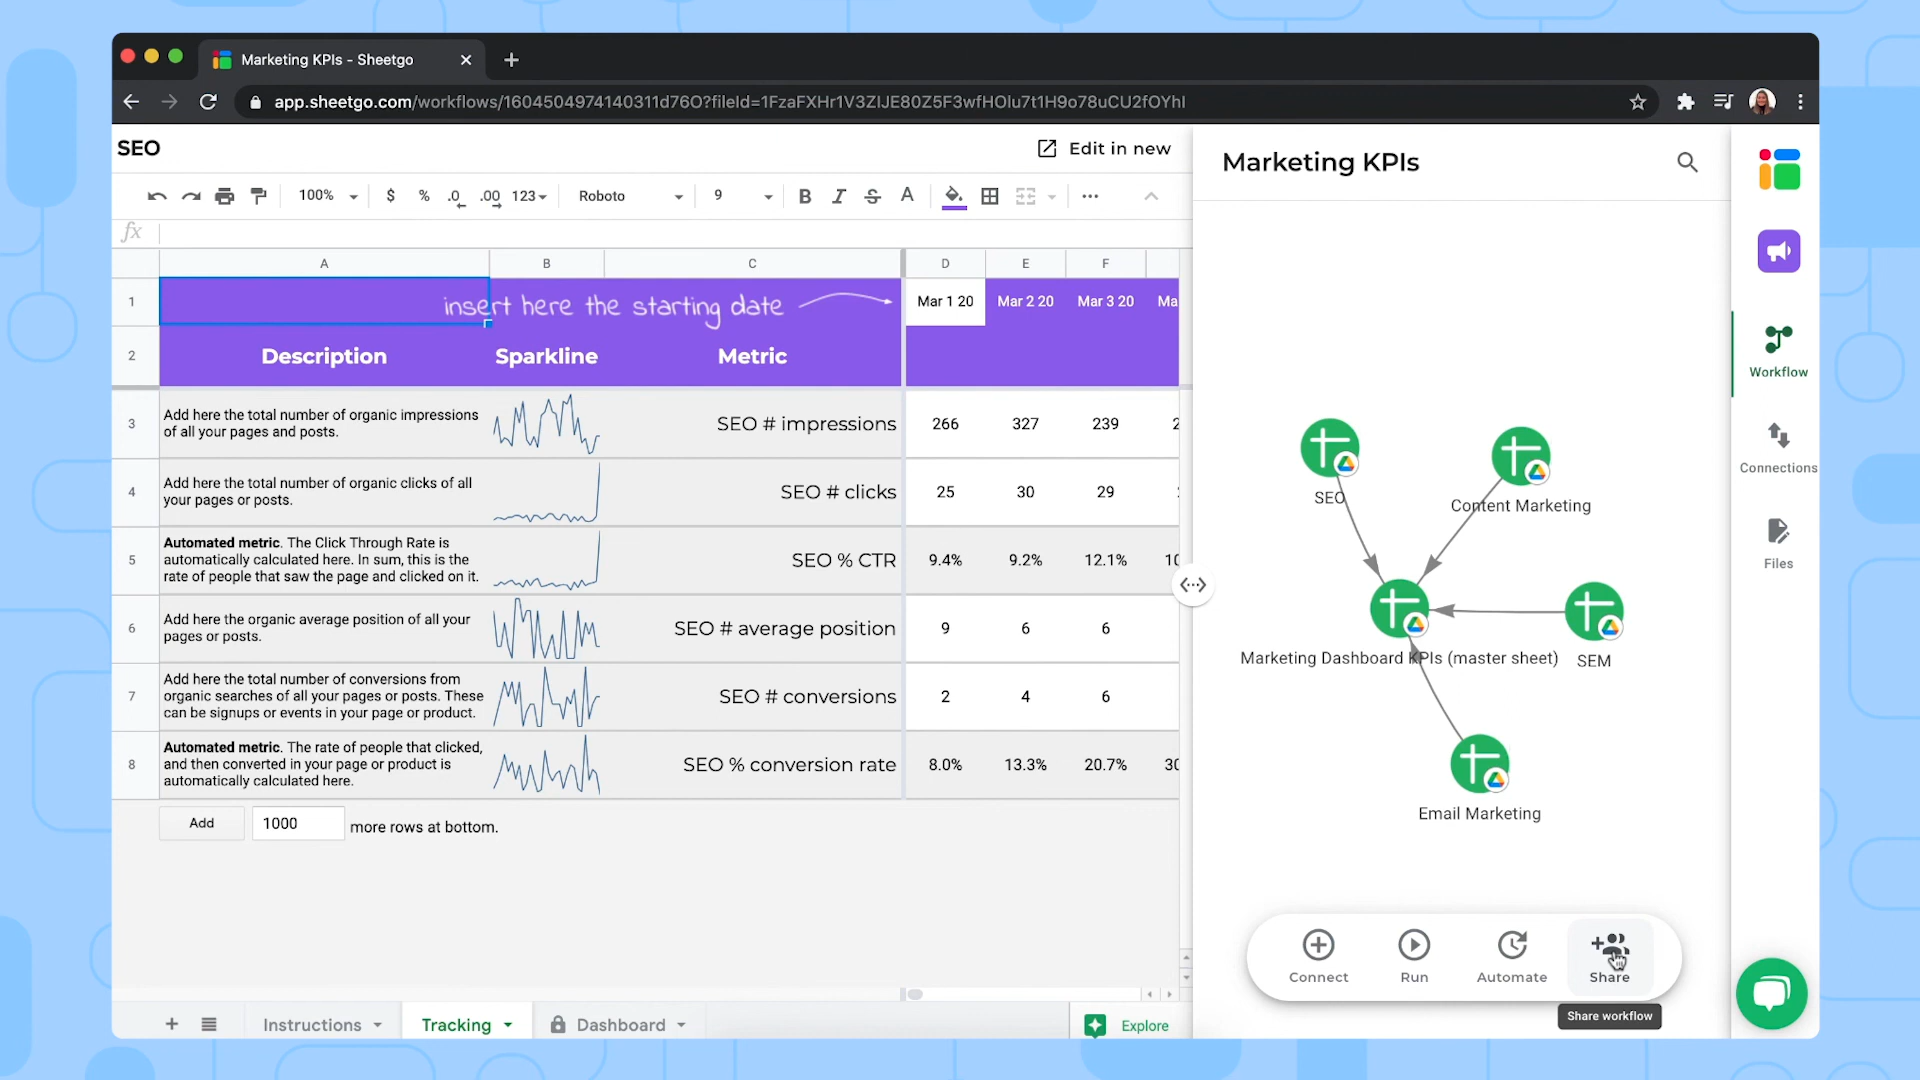 Marketing KPIs - Sheetgo
app.sheetgo.com/workflows/1604504974140311d76O?fileId=1FzaFXHr1V3ZIJE80Z5F3wfHOlu7t1H9o78uCU2fOYhI
SEO
Edit in new
100%
$
%
.0
.00
123
Roboto
9
B
I
S
A
fx
A
B
C
D
E
F
1
insert here the starting date
Mar 1 20
Mar 2 20
Mar 3 20
Ma
2
Description
Sparkline
Metric
3
Add here the total number of organic impressions
of all your pages and posts.
SEO # impressions
266
327
239
2
4
Add here the total number of organic clicks of all
your pages or posts.
SEO # clicks
25
30
29
5
Automated metric. The Click Through Rate is
automatically calculated here. In sum, this is the
rate of people that saw the page and clicked on it.
SEO % CTR
9.4%
9.2%
12.1%
10
6
Add here the organic average position of all your
pages or posts.
SEO # average position
9
6
6
7
Add here the total number of conversions from
organic searches of all your pages or posts. These
can be signups or events in your page or product.
SEO # conversions
2
4
6
8
Automated metric. The rate of people that clicked,
and then converted in your page or product is
automatically calculated here.
SEO % conversion rate
8.0%
13.3%
20.7%
30
Add
1000
more rows at bottom.
Instructions
Tracking
Dashboard
Explore
Marketing KPIs
SEO
Content Marketing
Marketing Dashboard KPIs (master sheet)
SEM
Email Marketing
Connect
Run
Automate
Share
Share workflow
Workflow
Connections
Files